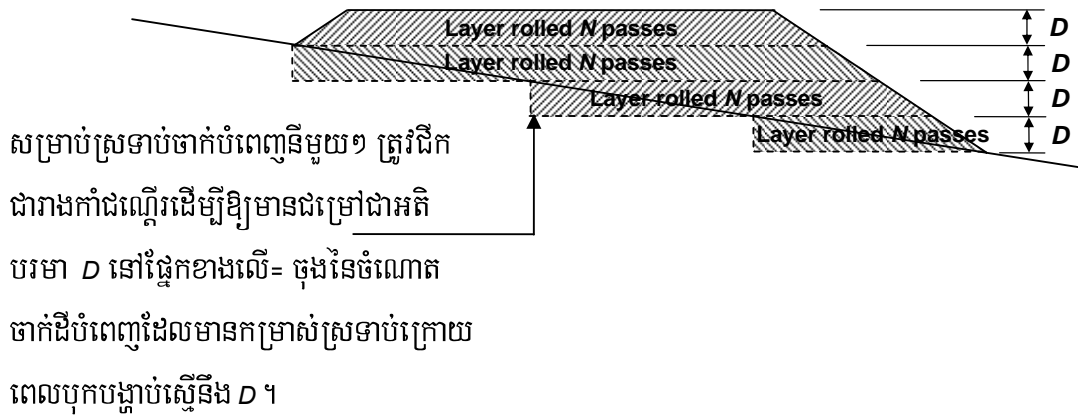 Layer rolled N passes
D
Layer rolled N passes
D
Layer rolled N passes
D
Layer rolled N passes
D
សម្រាប់ស្រទាប់ចាក់បំពេញនីមួយៗ ត្រូវជីក
ជារាងកាំជណ្តើរដើម្បីឱ្យមានជម្រៅជាអតិ
បរមា D នៅផ្នែកខាងលើ= ចុងនៃចំណោត
ចាក់ដីបំពេញដែលមានកម្រាស់ស្រទាប់ក្រោយ
ពេលបុកបង្ហាប់ស្មើនឹង D ។